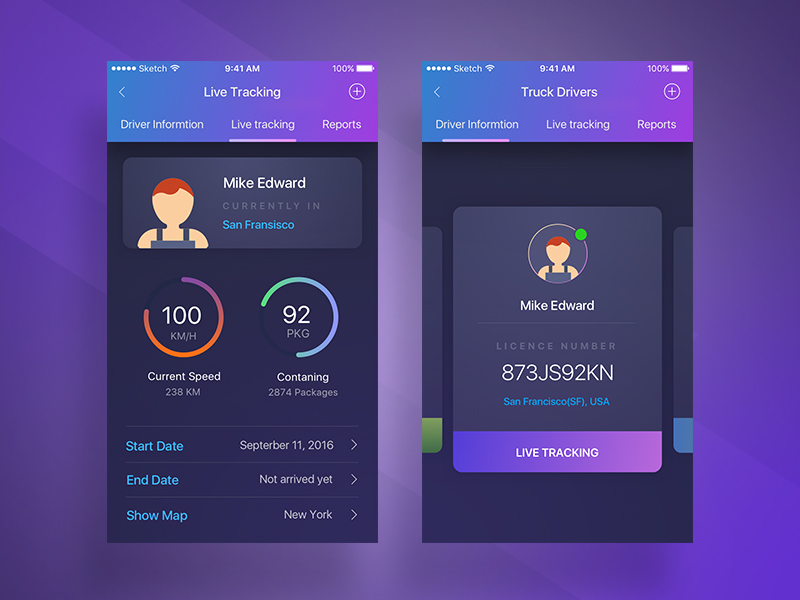 Sketch 9:41 AM 100%
Live Tracking
Driver Informtion Live tracking Reports
Mike Edward
CURRENTLY IN
San Fransisco
100
KM/H
92
PKG
Current Speed
238 KM
Contaning
2874 Packages
Start Date Septerber 11, 2016
End Date Not arrived yet
Show Map New York
Sketch 9:41 AM 100%
Truck Drivers
Driver Informtion Live tracking Reports
Mike Edward
LICENCE NUMBER
873JS92KN
San Francisco(SF), USA
LIVE TRACKING